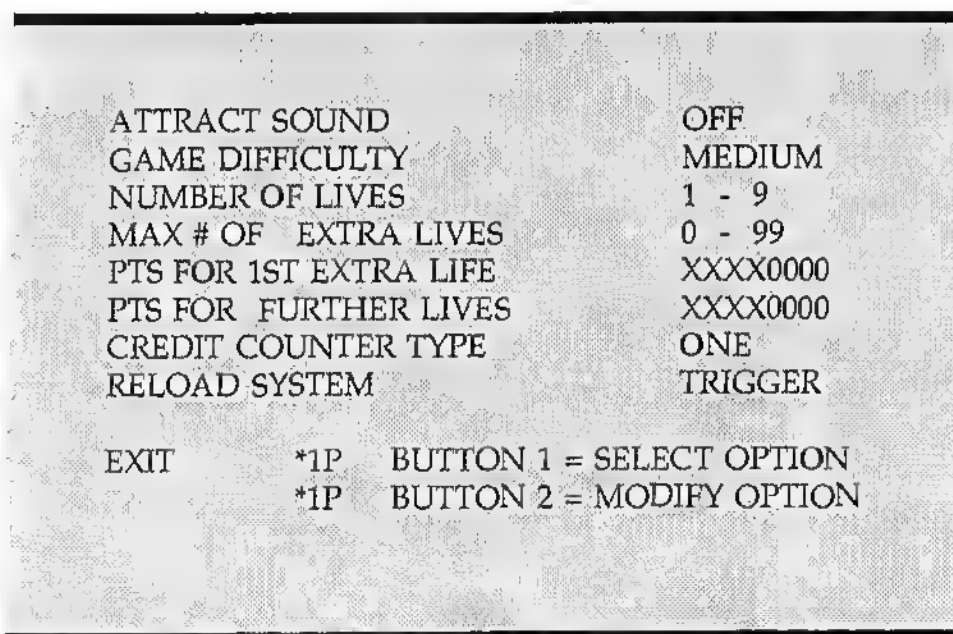 ATTRACT SOUND OFF
GAME DIFFICULTY MEDIUM
NUMBER OF LIVES 1 - 9
MAX # OF EXTRA LIVES 0 - 99
PTS FOR 1ST EXTRA LIFE XXXX0000
PTS FOR FURTHER LIVES XXXX0000
CREDIT COUNTER TYPE ONE
RELOAD SYSTEM TRIGGER
EXIT *1P BUTTON 1 = SELECT OPTION
*1P BUTTON 2 = MODIFY OPTION